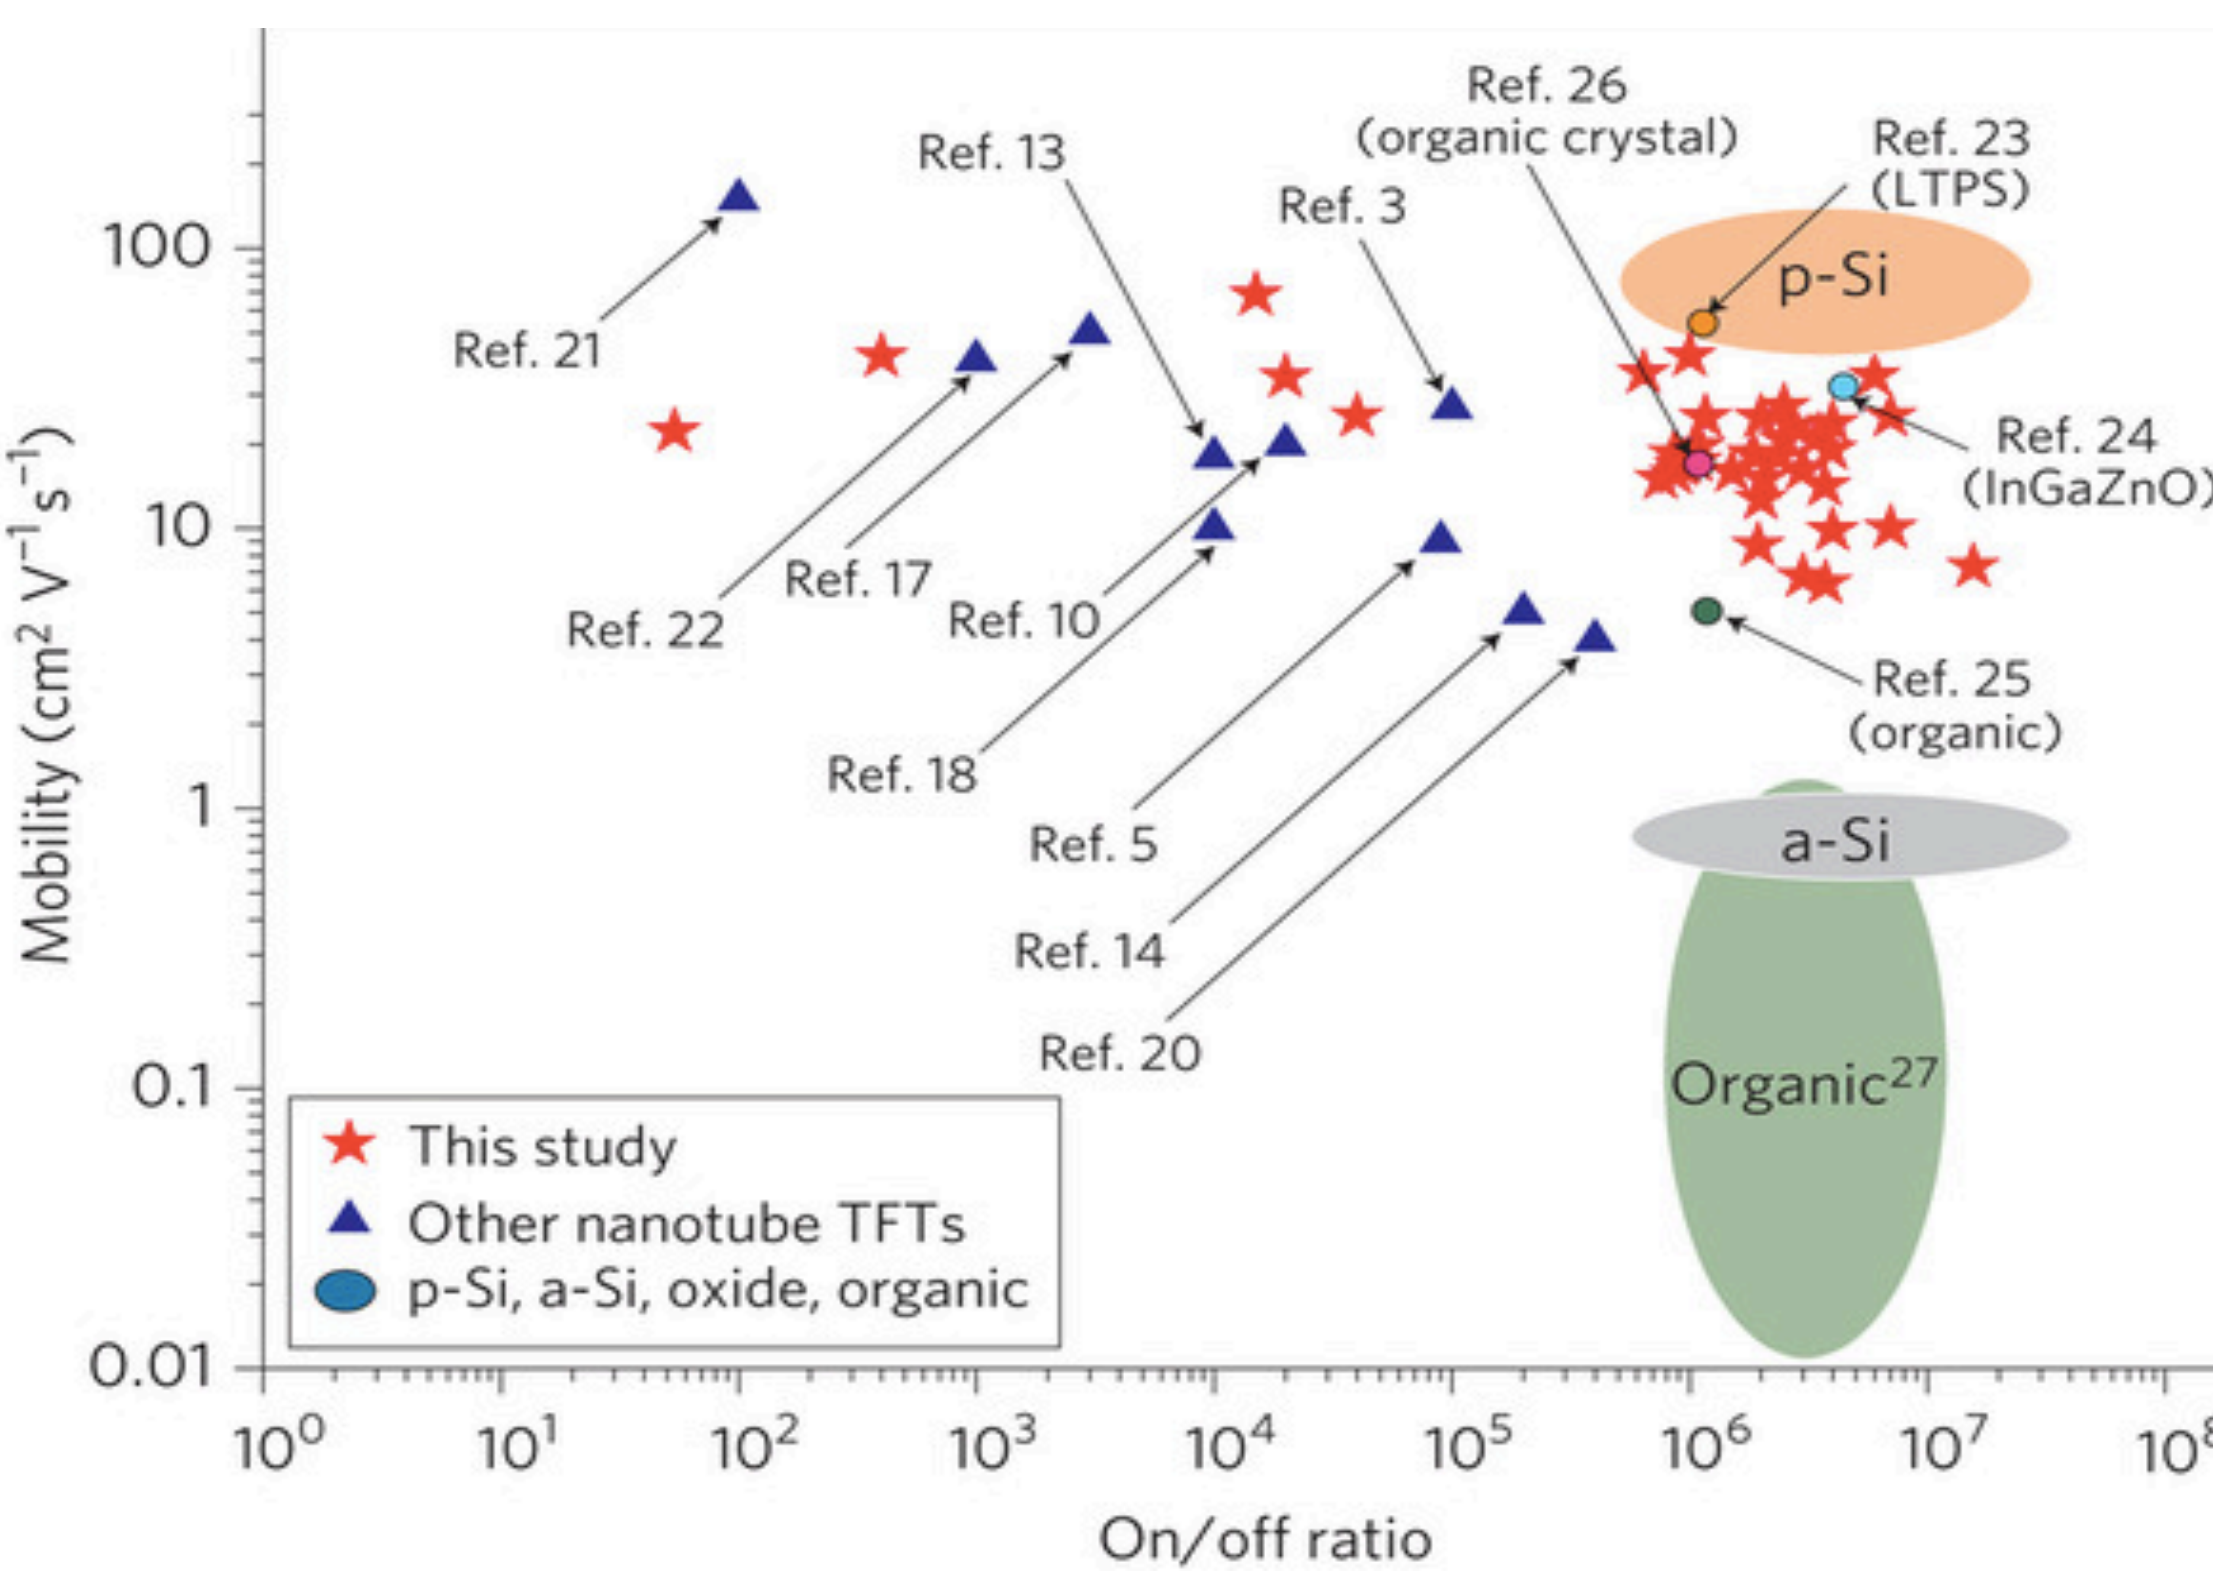 Ref. 26
(organic crystal)
Ref. 23
(LTPS)
Ref. 13
Ref. 3
100
p-Si
Ref. 21
Ref. 24
(InGaZnO)
10
Ref. 17
Ref. 22
Ref. 10
Ref. 25
(organic)
Ref. 18
1
Ref. 5
a-Si
Ref. 14
Ref. 20
0.1
Organic²⁷
This study
Other nanotube TFTs
p-Si, a-Si, oxide, organic
0.01
10⁰ 10¹ 10² 10³ 10⁴ 10⁵ 10⁶ 10⁷ 10⁸
On/off ratio
Mobility (cm² V⁻¹ s⁻¹)